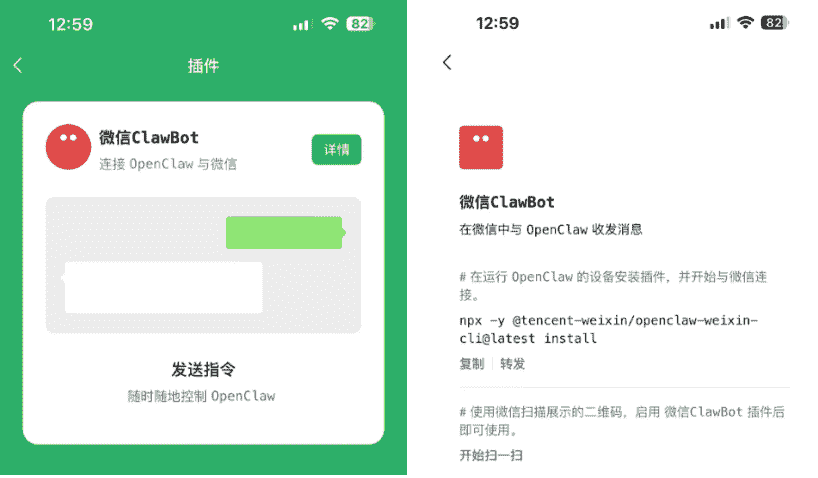 12:59
82
插件
微信ClawBot
连接 OpenClaw 与微信
详情
发送指令
随时随地控制 OpenClaw
12:59
82
微信ClawBot
在微信中与 OpenClaw 收发消息
# 在运行 OpenClaw 的设备安装插件，并开始与微信连
接。
npx -y @tencent-weixin/openclaw-weixin-
cli@latest install
复制 | 转发
# 使用微信扫描展示的二维码，启用 微信ClawBot 插件后
即可使用。
开始扫一扫